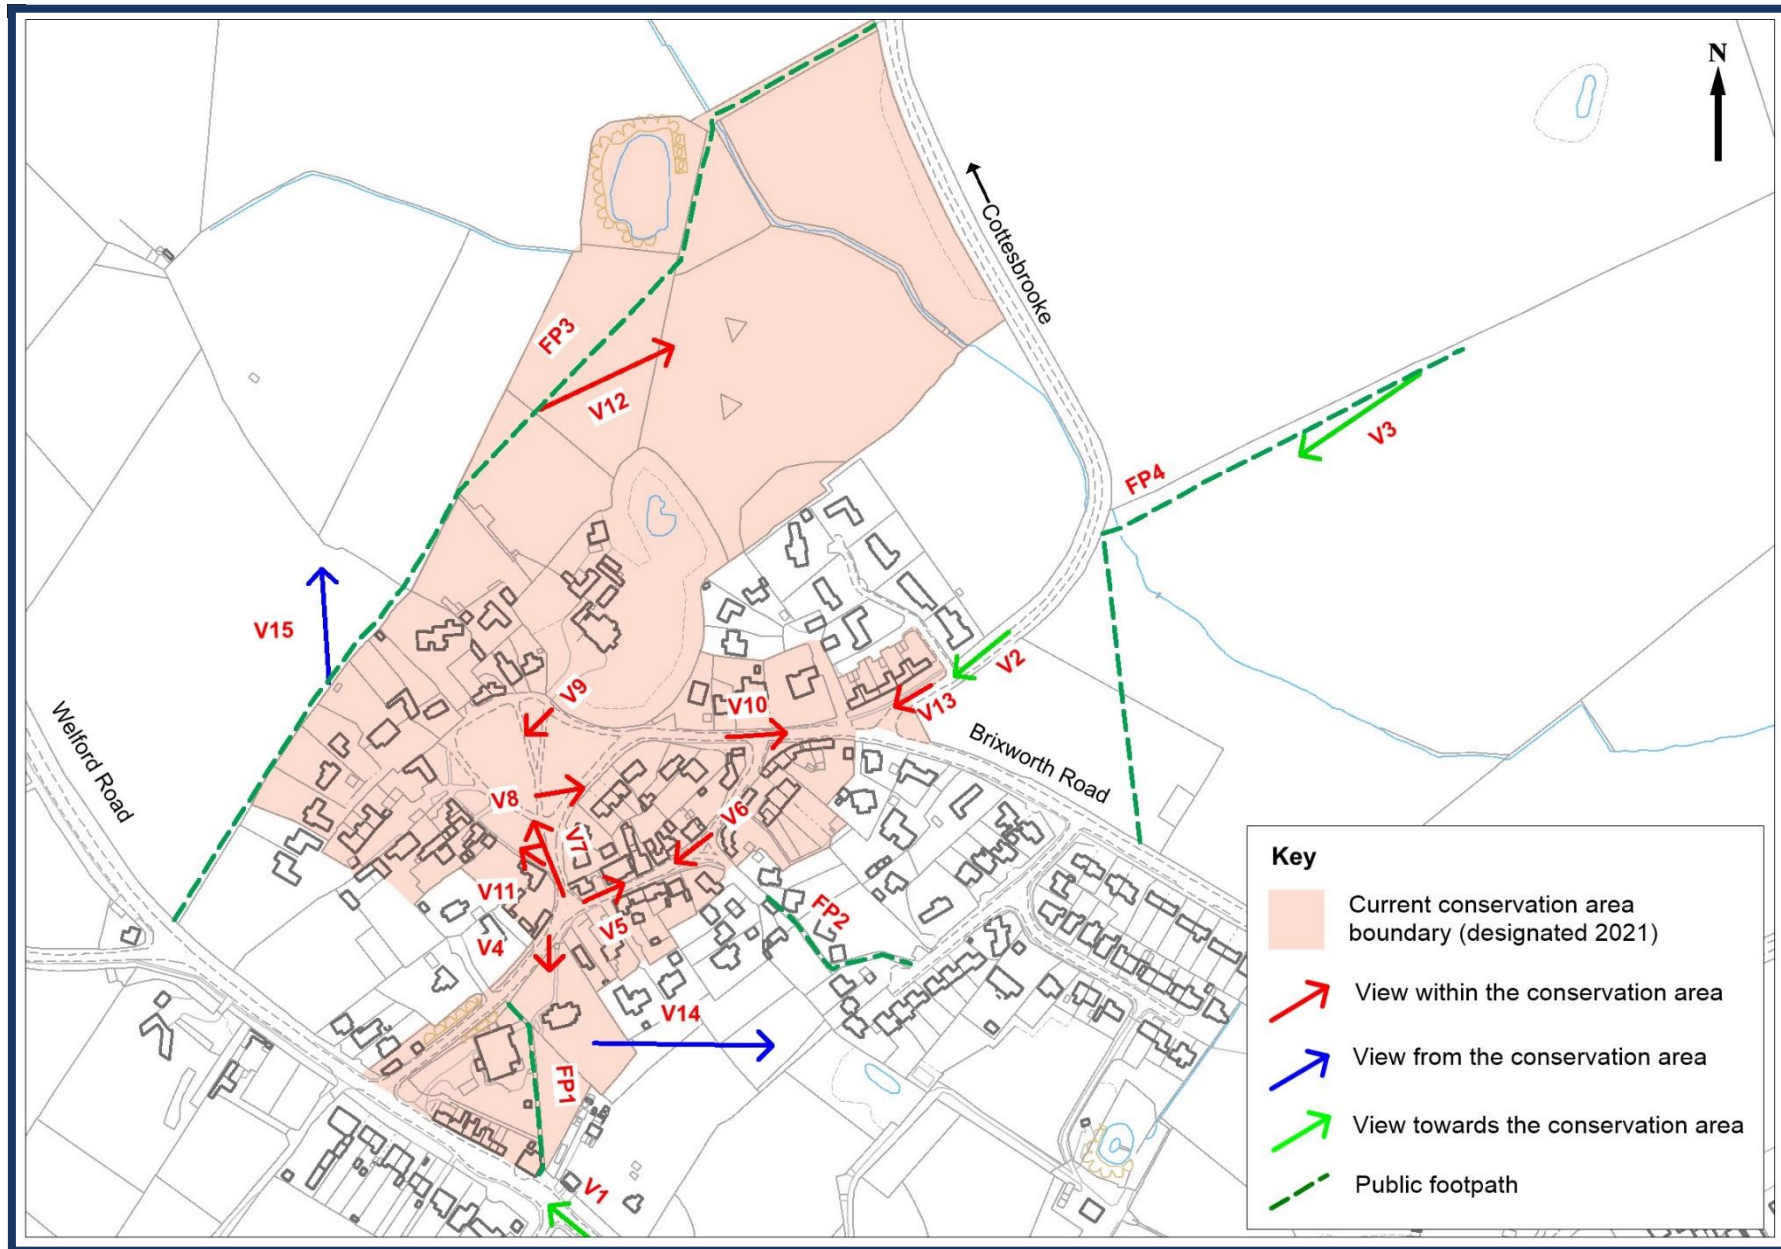 N
Cottesbrooke
FP3
V12
V3
FP4
V15
V2
V9
V13
V10
Welford Road
Brixworth Road
V8
V6
V7
V11
FP2
V5
V4
V14
FP1
V1
Key
Current conservation area
boundary (designated 2021)
View within the conservation area
View from the conservation area
View towards the conservation area
Public footpath